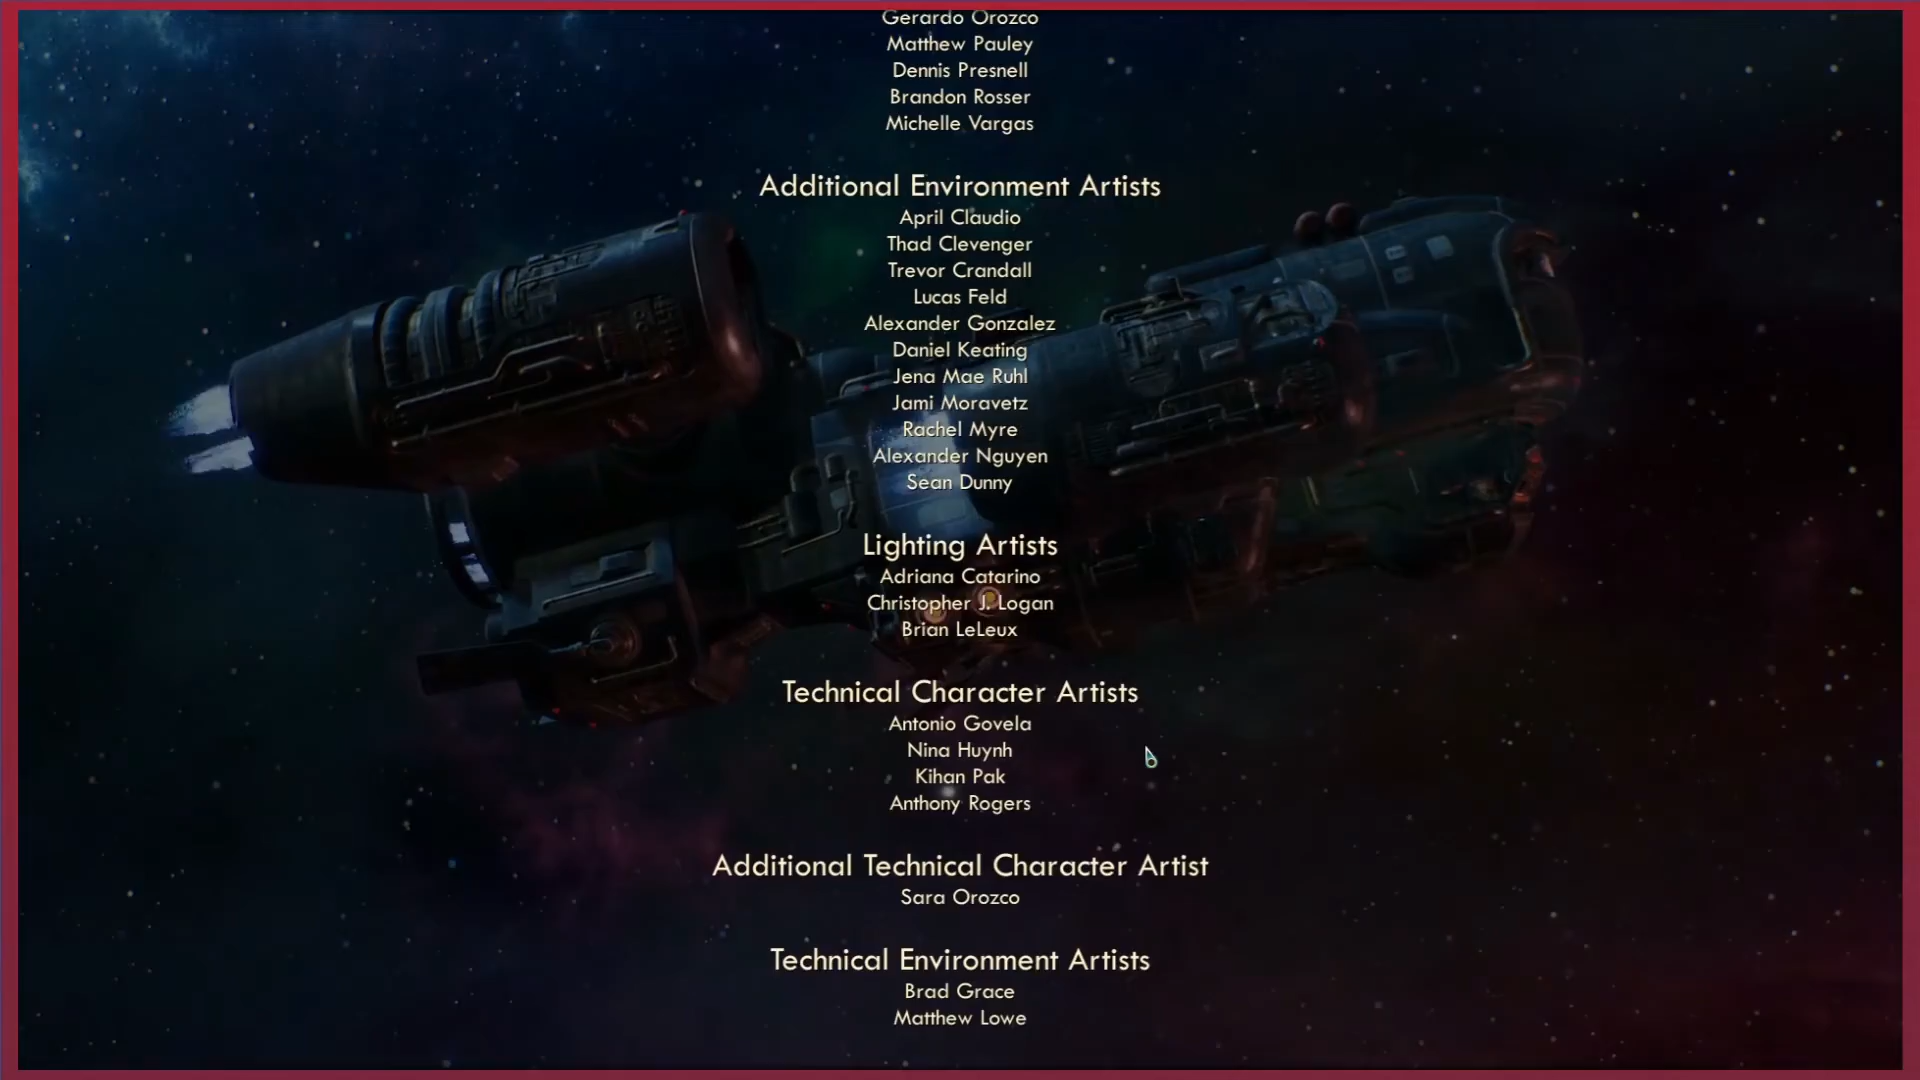 Gerardo Orozco
Matthew Pauley
Dennis Presnell
Brandon Rosser
Michelle Vargas
Additional Environment Artists
April Claudio
Thad Clevenger
Trevor Crandall
Lucas Feld
Alexander Gonzalez
Daniel Keating
Jena Mae Ruhl
Jami Moravetz
Rachel Myre
Alexander Nguyen
Sean Dunny
Lighting Artists
Adriana Catarino
Christopher J. Logan
Brian LeLeux
Technical Character Artists
Antonio Govela
Nina Huynh
Kihan Pak
Anthony Rogers
Additional Technical Character Artist
Sara Orozco
Technical Environment Artists
Brad Grace
Matthew Lowe